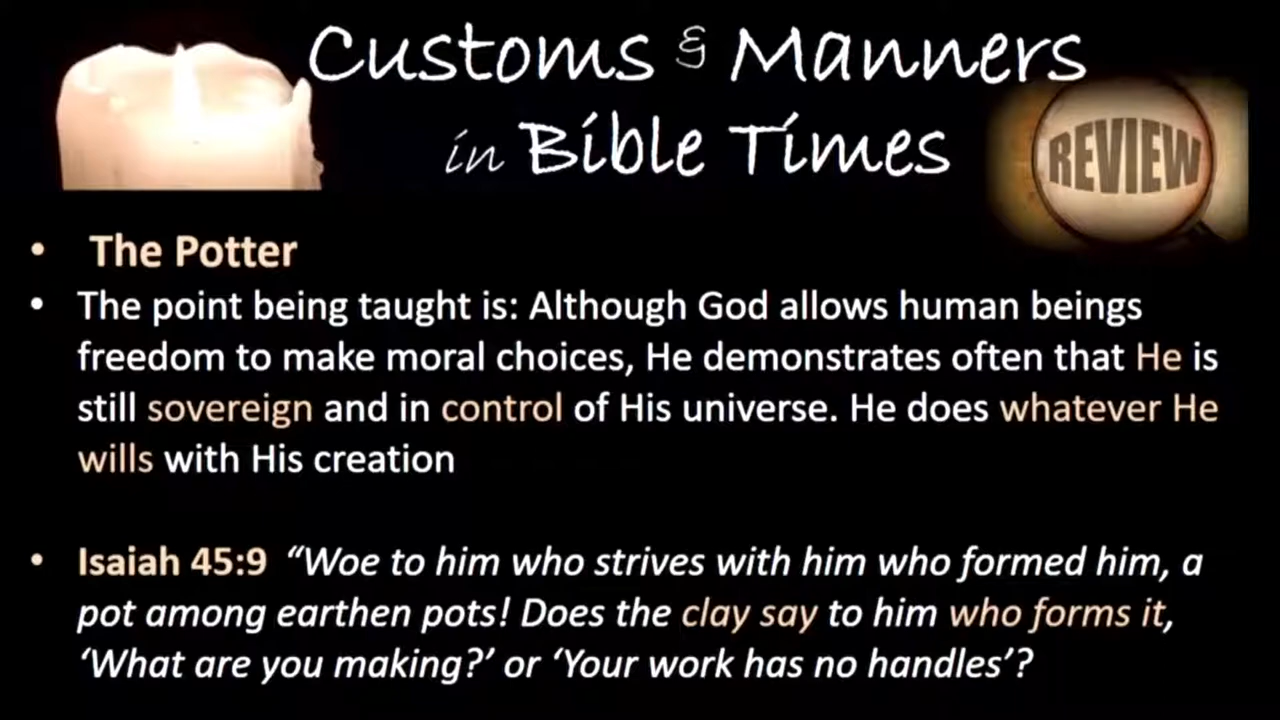 Customs & Manners
in Bible Times
REVIEW
• The Potter
• The point being taught is: Although God allows human beings
freedom to make moral choices, He demonstrates often that He is
still sovereign and in control of His universe. He does whatever He
wills with His creation
• Isaiah 45:9 “Woe to him who strives with him who formed him, a
pot among earthen pots! Does the clay say to him who forms it,
‘What are you making?’ or ‘Your work has no handles’?